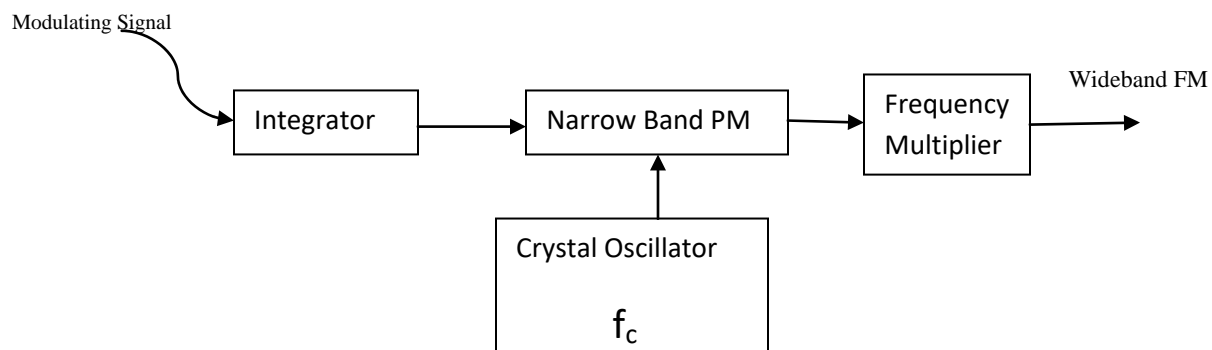 Modulating Signal
Wideband FM
Integrator
Narrow Band PM
Frequency
Multiplier
Crystal Oscillator
fc